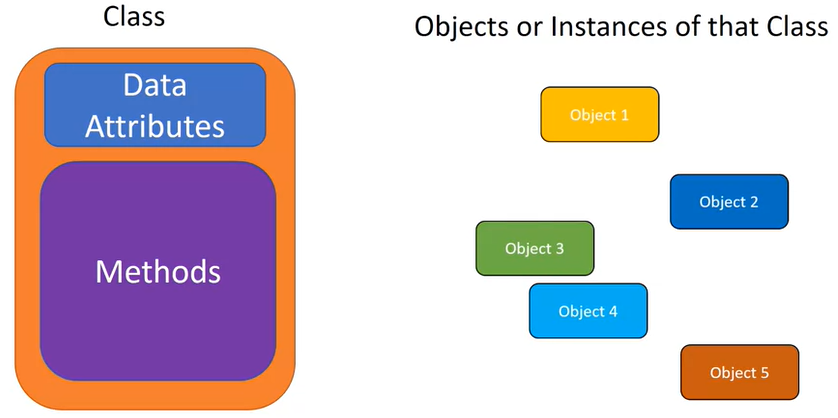 Class
Objects or Instances of that Class
Data
Attributes
Methods
Object 1
Object 2
Object 3
Object 4
Object 5